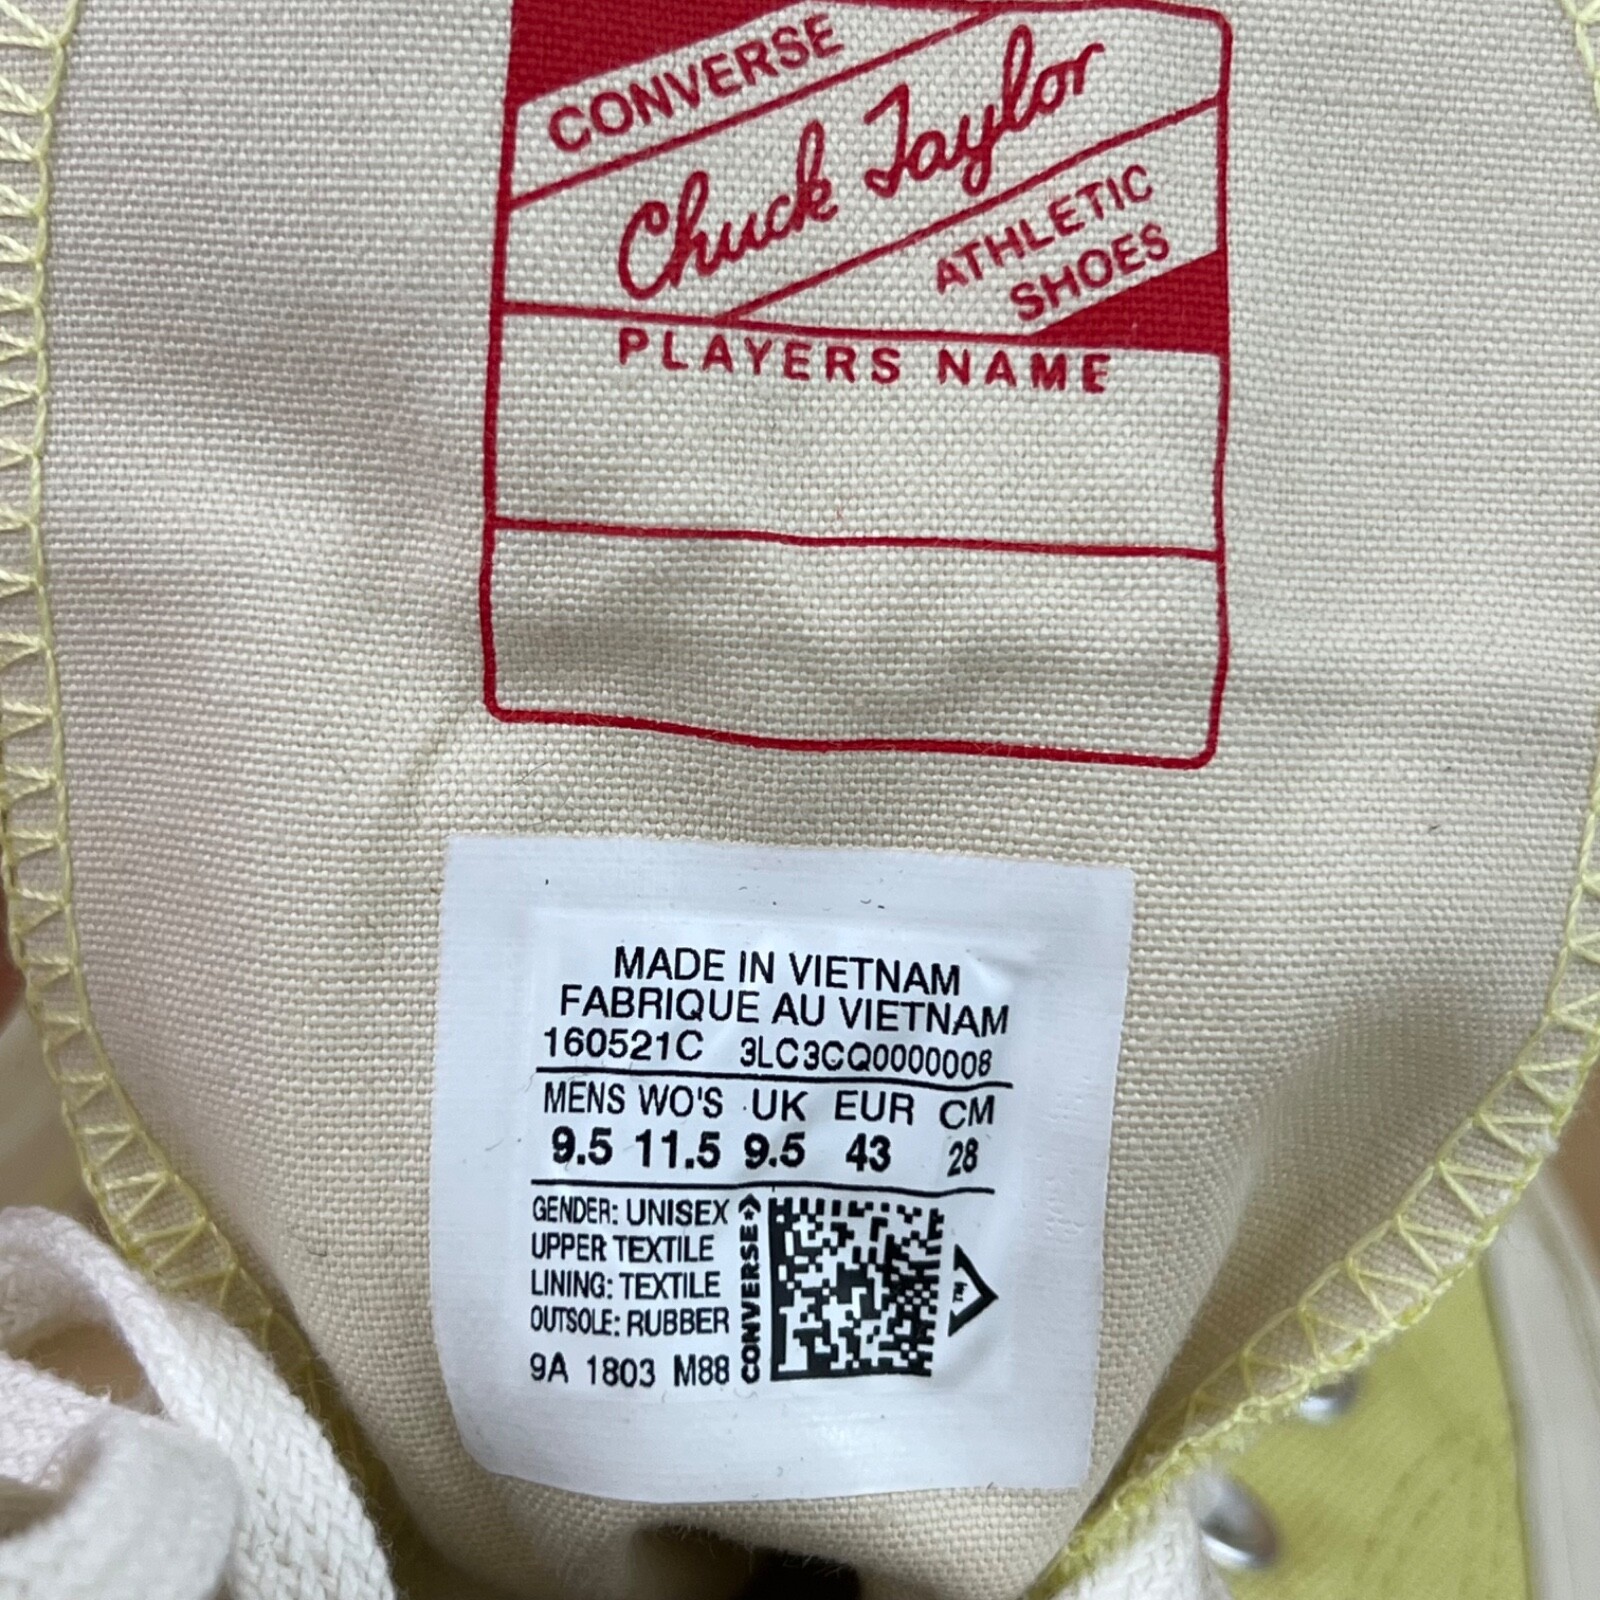 CONVERSE
Chuck Taylor
ATHLETIC
SHOES
PLAYERS NAME
MADE IN VIETNAM
FABRIQUE AU VIETNAM
160521C 3LC3CQ0000008
MENS WO'S UK EUR CM
9.5 11.5 9.5 43 28
GENDER: UNISEX
UPPER TEXTILE
LINING: TEXTILE
OUTSOLE: RUBBER
9A 1803 M88
CONVERSE
TM